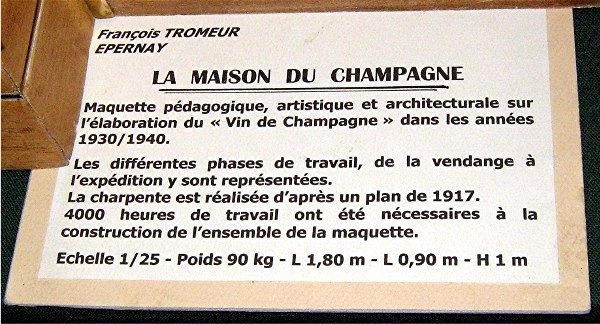 François TROMEUR
EPERNAY
LA MAISON DU CHAMPAGNE
Maquette pédagogique, artistique et architecturale sur
l'élaboration du « Vin de Champagne » dans les années
1930/1940.
Les différentes phases de travail, de la vendange à
l'expédition y sont représentées.
La charpente est réalisée d'après un plan de 1917.
4000 heures de travail ont été nécessaires à la
construction de l'ensemble de la maquette.
Echelle 1/25 - Poids 90 kg - L 1,80 m - L 0,90 m - H 1 m